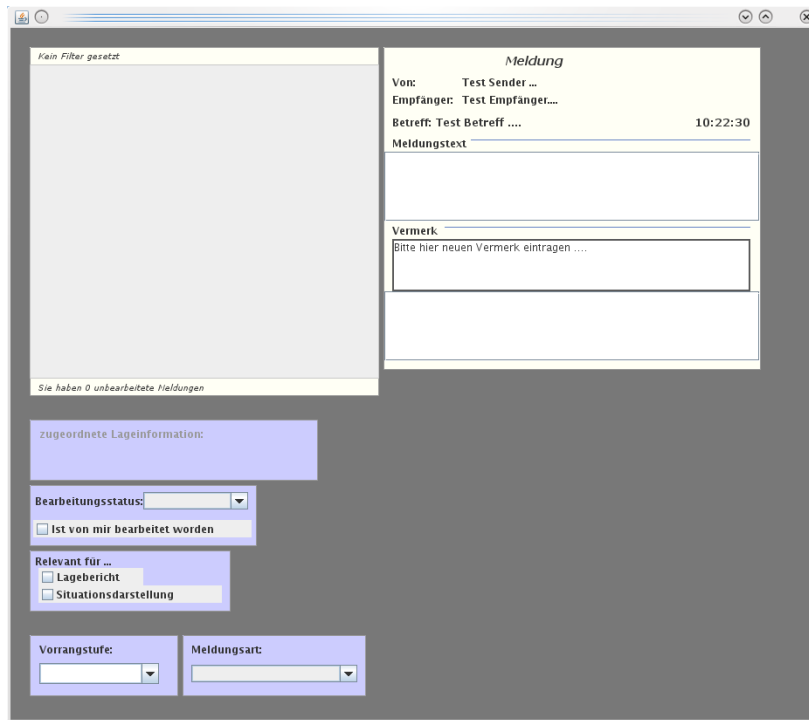 Kein Filter gesetzt
Sie haben 0 unbearbeitete Meldungen
Meldung
Von: Test Sender ...
Empfänger: Test Empfänger....
Betreff: Test Betreff .... 10:22:30
Meldungstext
Vermerk
Bitte hier neuen Vermerk eintragen ....
zugeordnete Lageinformation:
Bearbeitungsstatus:
Ist von mir bearbeitet worden
Relevant für ...
Lagebericht
Situationsdarstellung
Vorrangstufe:
Meldungsart: